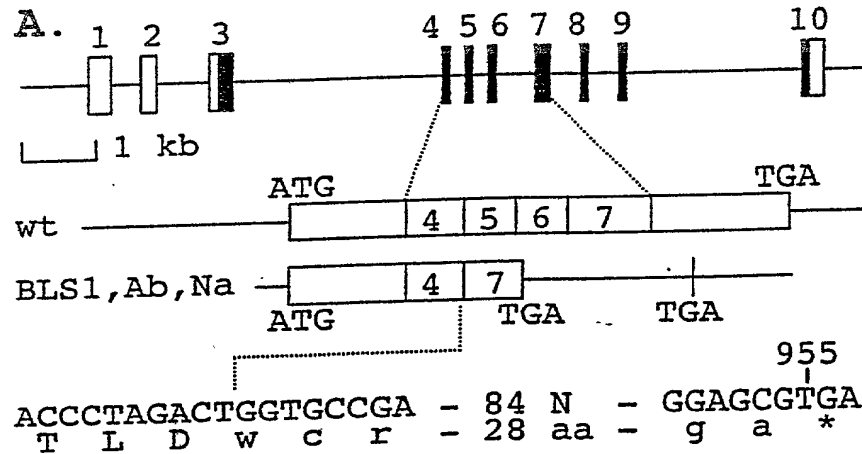 A.
1 2 3 4 5 6 7 8 9 10
1 kb
ATG TGA
wt 4 5 6 7
BLS1,Ab,Na 4 7
ATG TGA TGA
955
ACCCTAGACTGGTGCCGA - 84 N - GGAGCGTGA
T L D w c r - 28 aa - g a *